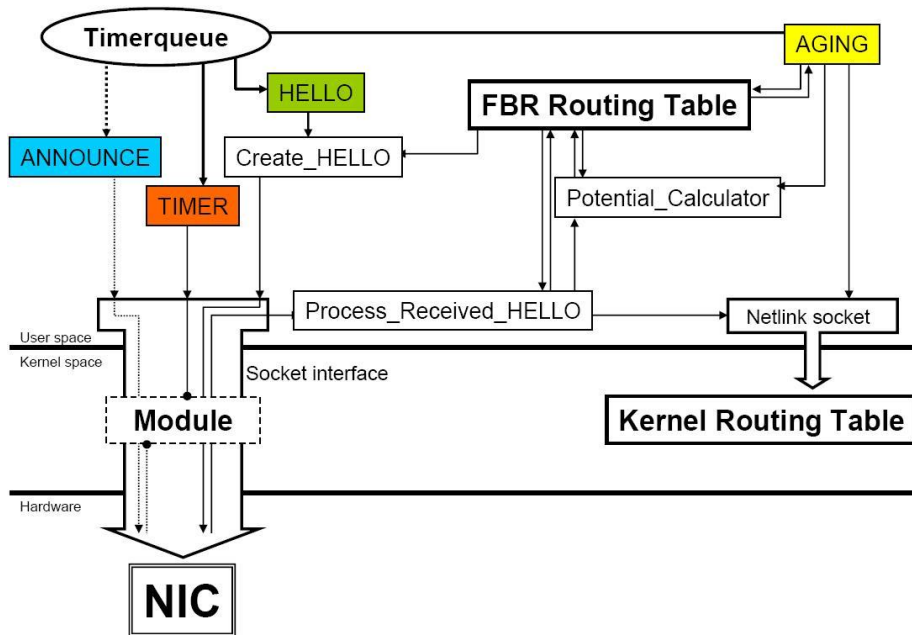 Timerqueue
AGING
HELLO
FBR Routing Table
ANNOUNCE
Create_HELLO
TIMER
Potential_Calculator
Process_Received_HELLO
Netlink socket
User space
Kernel space
Socket interface
Module
Kernel Routing Table
Hardware
NIC